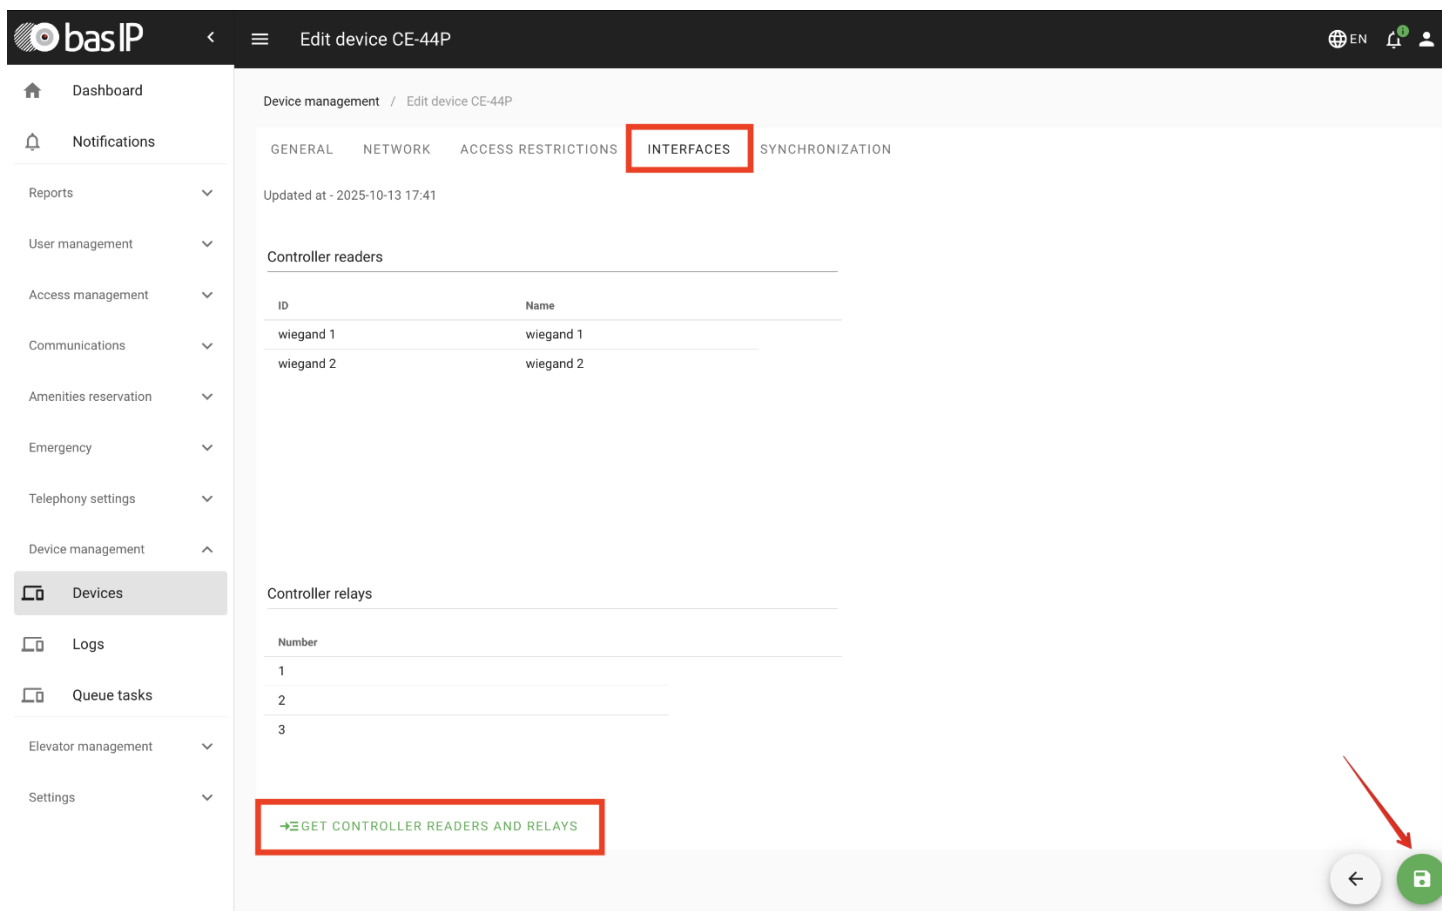 bas IP
Edit device CE-44P
EN
Dashboard
Notifications
Reports
User management
Access management
Communications
Amenities reservation
Emergency
Telephony settings
Device management
Devices
Logs
Queue tasks
Elevator management
Settings
Device management / Edit device CE-44P
GENERAL NETWORK ACCESS RESTRICTIONS INTERFACES SYNCHRONIZATION
Updated at - 2025-10-13 17:41
Controller readers
ID Name
wiegand 1 wiegand 1
wiegand 2 wiegand 2
Controller relays
Number
1
2
3
GET CONTROLLER READERS AND RELAYS